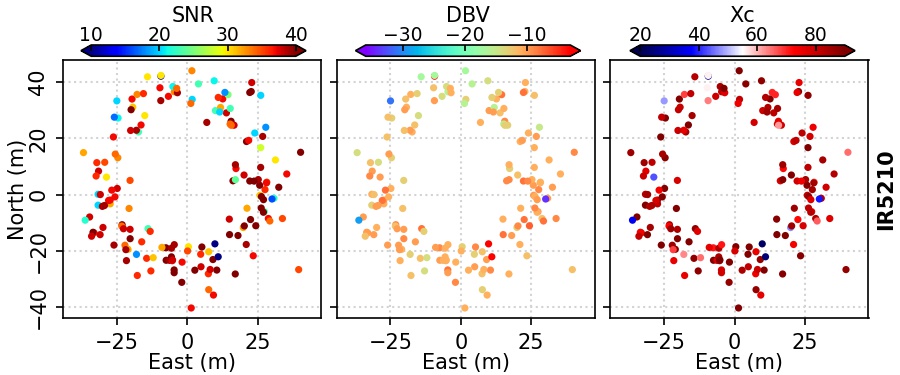 SNR DBV Xc
10 20 30 40 −30 −20 −10 20 40 60 80
40
20
0
−20
−40
North (m)
−25 0 25 −25 0 25 −25 0 25
East (m) East (m) East (m)
IR5210